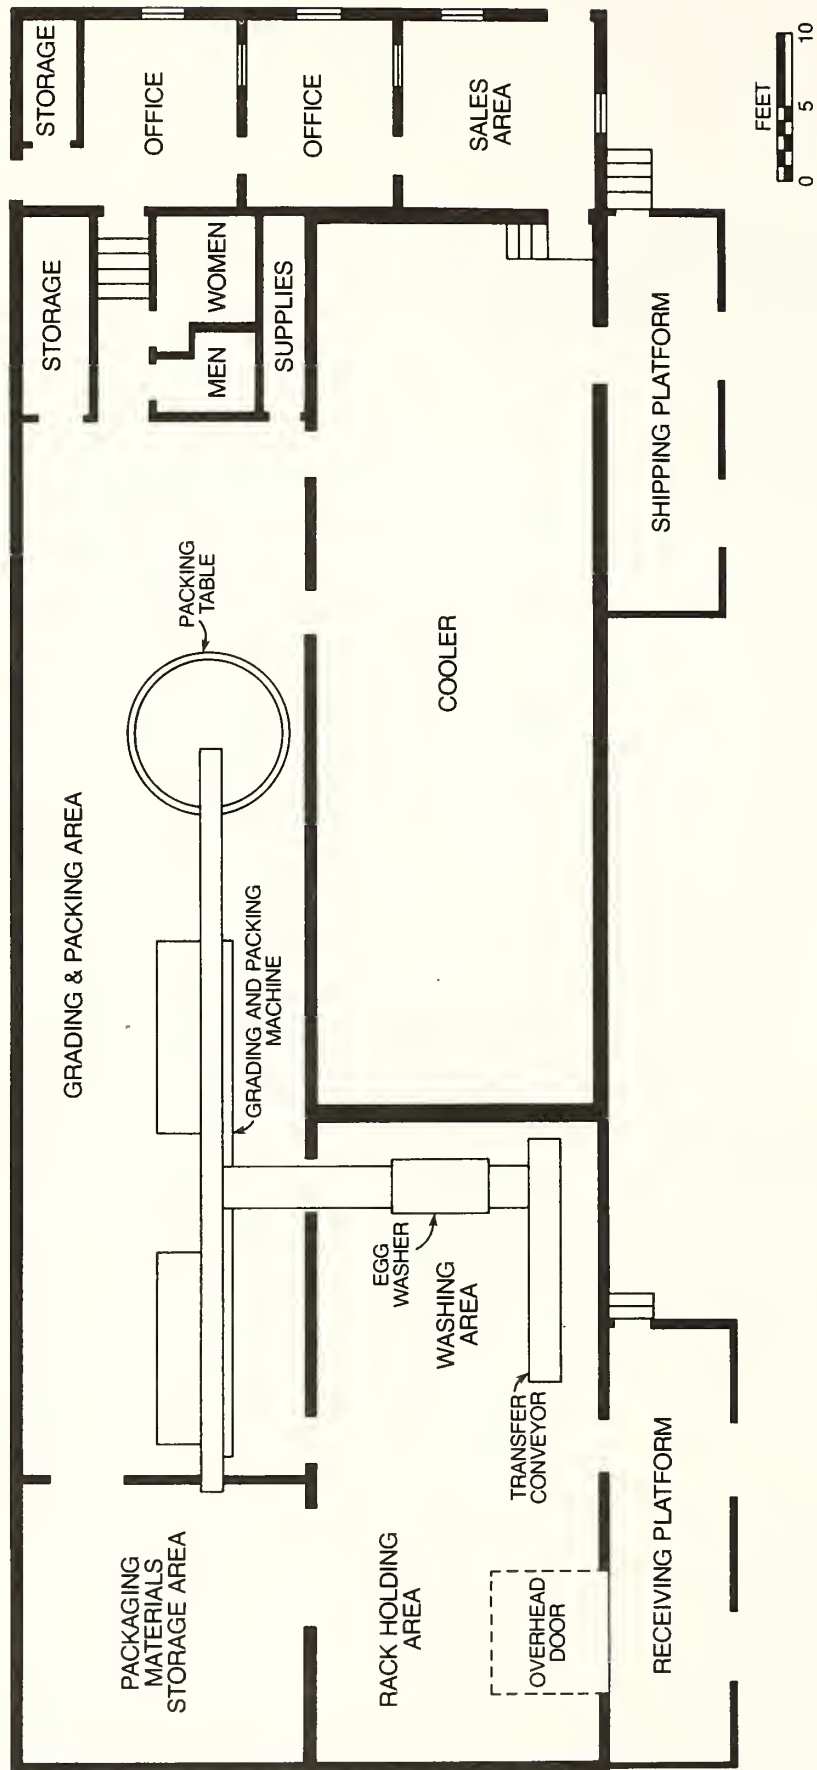 PACKAGING
MATERIALS
STORAGE AREA
GRADING & PACKING AREA
GRADING AND PACKING
MACHINE
PACKING
TABLE
STORAGE
STORAGE
OFFICE
MEN
WOMEN
SUPPLIES
OFFICE
RACK HOLDING
AREA
OVERHEAD
DOOR
EGG
WASHER
WASHING
AREA
TRANSFER
CONVEYOR
COOLER
SALES
AREA
RECEIVING PLATFORM
SHIPPING PLATFORM
FEET
0 5 10